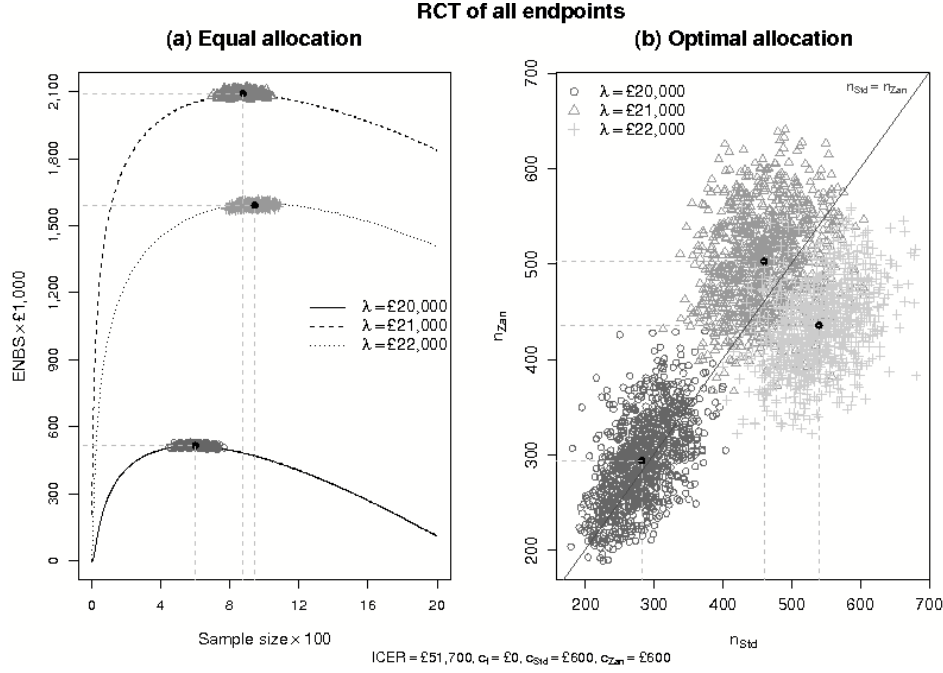 RCT of all endpoints
(a) Equal allocation
(b) Optimal allocation
ENBS × £1,000
2,100
1,800
1,500
1,200
900
600
300
0
λ = £20,000
λ = £21,000
λ = £22,000
0 4 8 12 16 20
Sample size × 100
n_Zan
700
600
500
400
300
200
λ = £20,000
λ = £21,000
λ = £22,000
n_Std = n_Zan
200 300 400 500 600 700
n_Std
ICER = £51,700, c_f = £0, c_Std = £600, c_Zan = £600